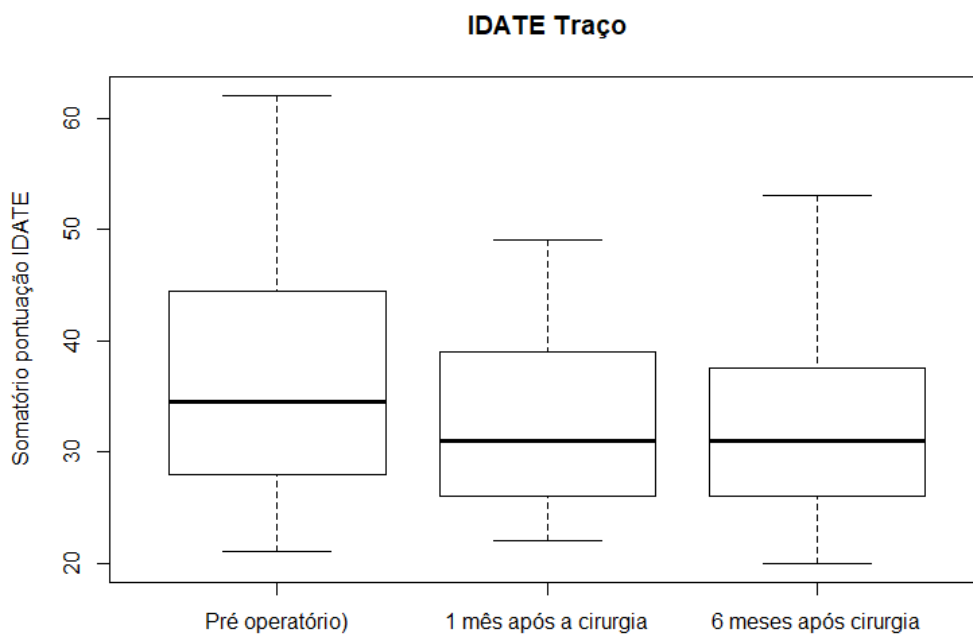 IDATE Traço
Somatório pontuação IDATE
60
50
40
30
20
Pré operatório)
1 mês após a cirurgia
6 meses após cirurgia